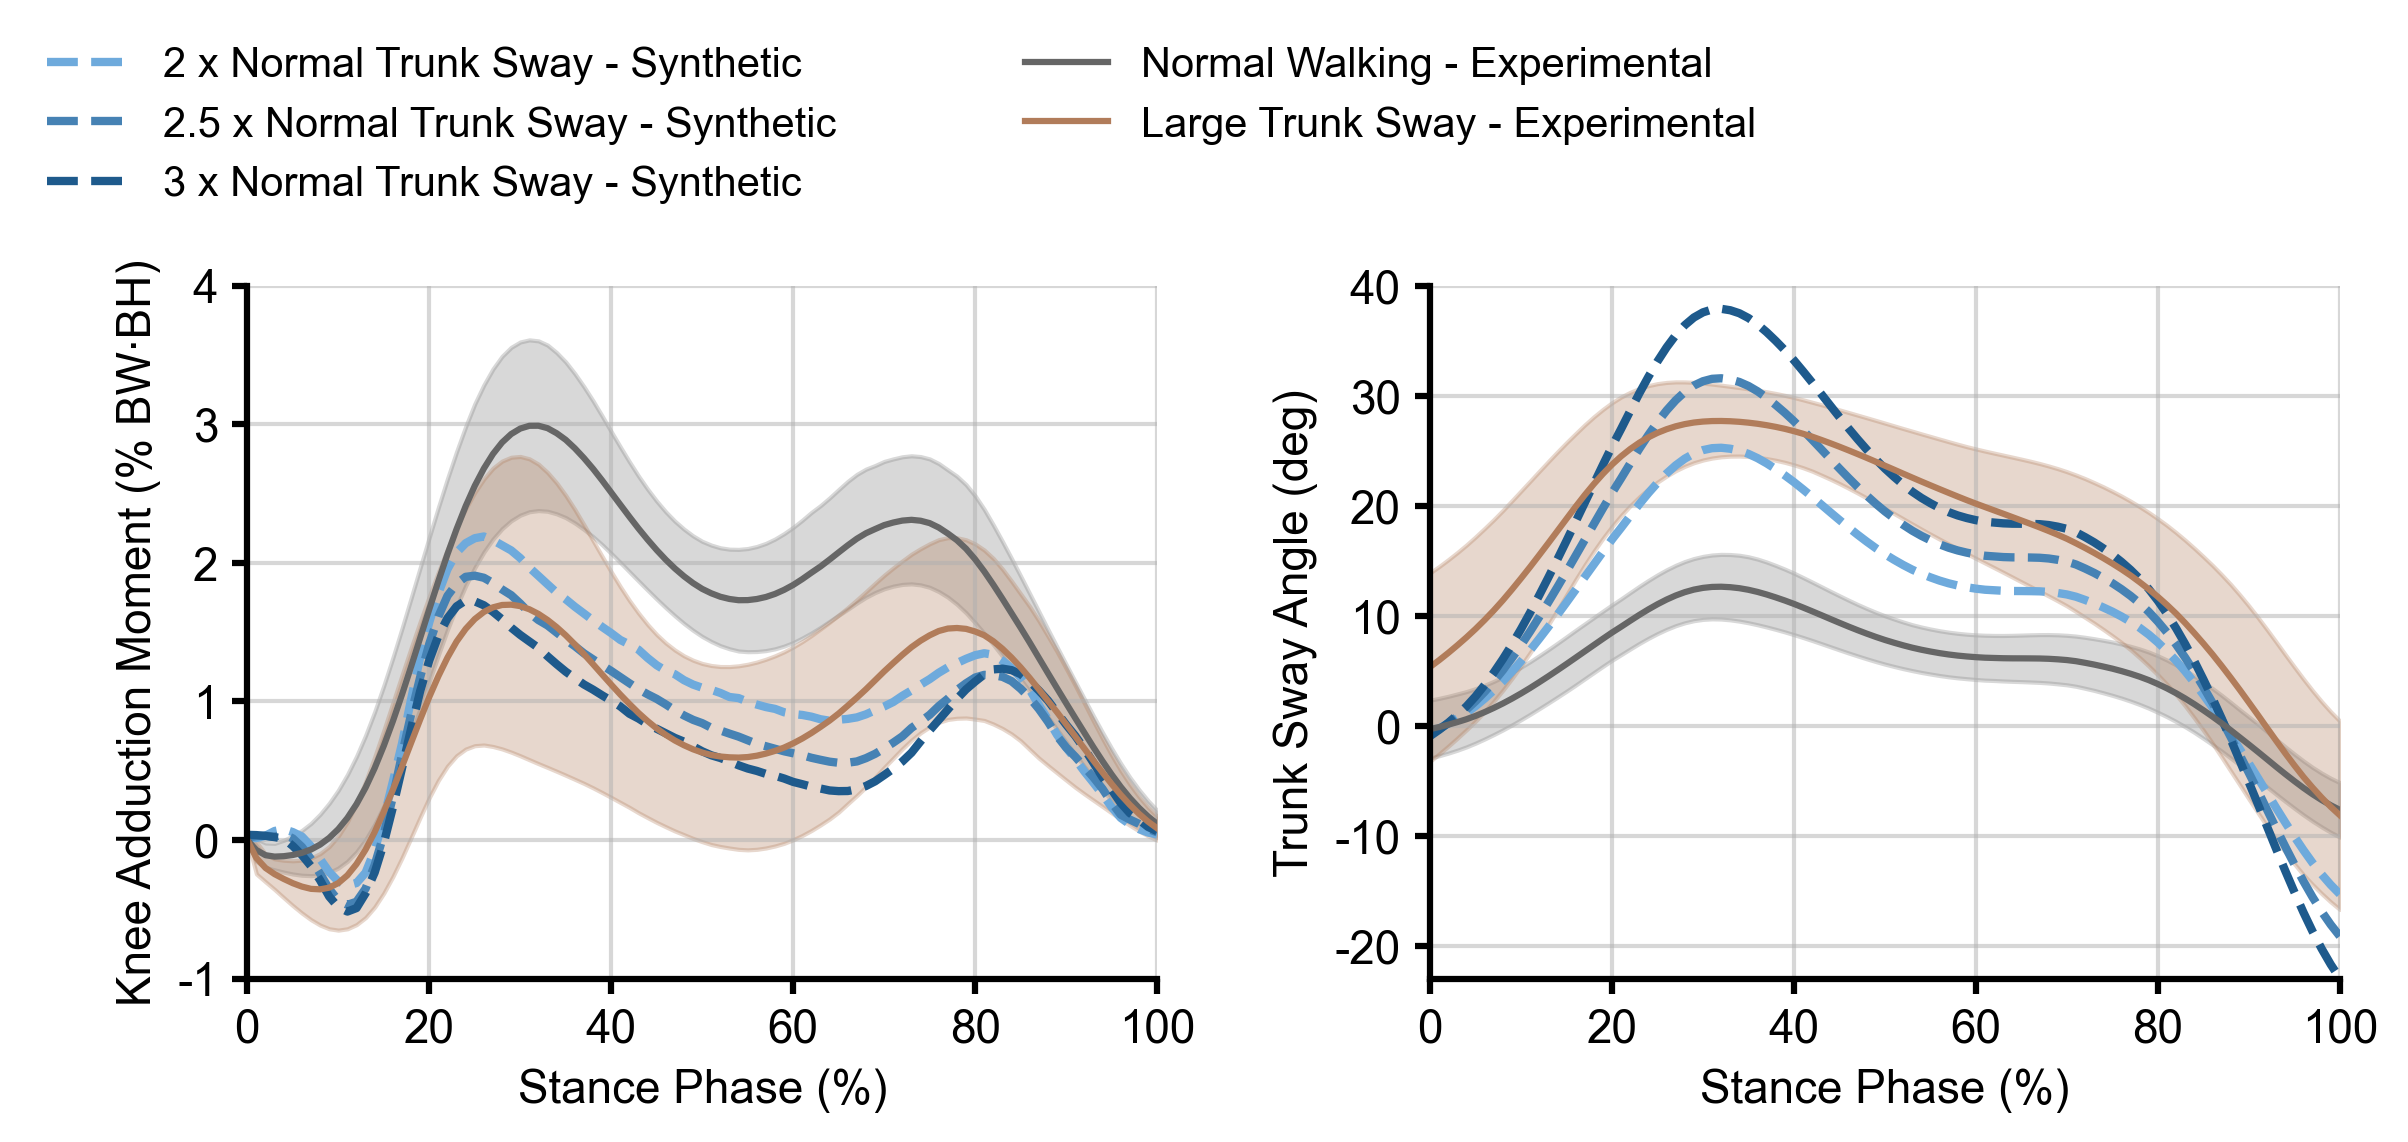 2 x Normal Trunk Sway - Synthetic
2.5 x Normal Trunk Sway - Synthetic
3 x Normal Trunk Sway - Synthetic
Normal Walking - Experimental
Large Trunk Sway - Experimental
Knee Adduction Moment (% BW·BH)
4
3
2
1
0
-1
0 20 40 60 80 100
Stance Phase (%)
Trunk Sway Angle (deg)
40
30
20
10
0
-10
-20
0 20 40 60 80 100
Stance Phase (%)